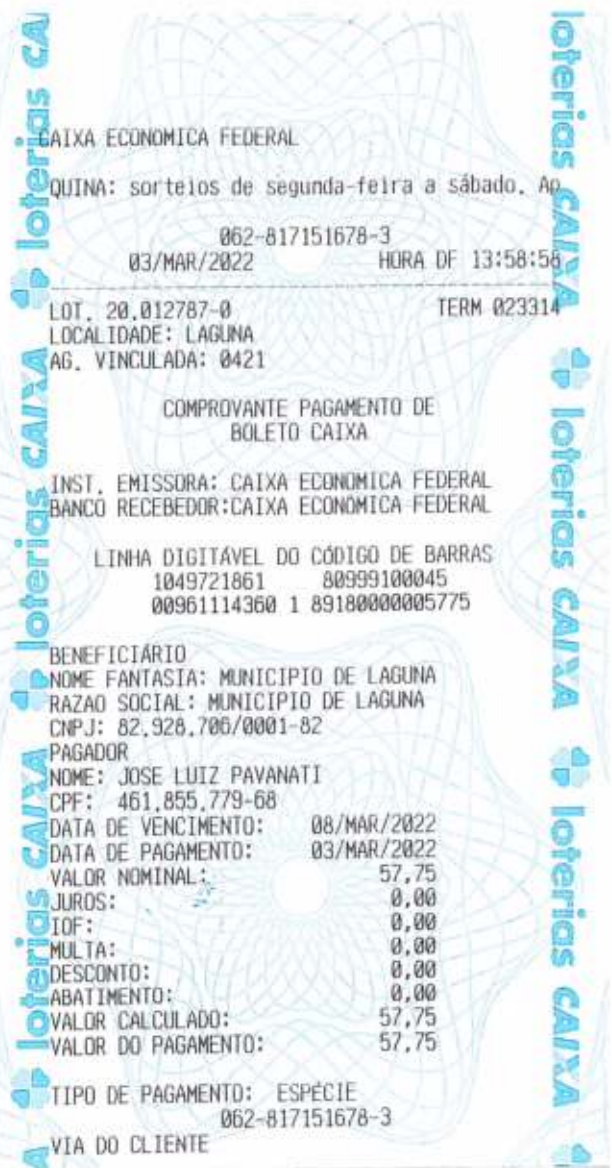 CAIXA ECONOMICA FEDERAL
QUINA: sorteios de segunda-feira a sábado. Ap
062-817151678-3
03/MAR/2022 HORA DF 13:58:58
LOT. 20.012787-0 TERM 023314
LOCALIDADE: LAGUNA
AG. VINCULADA: 0421
COMPROVANTE PAGAMENTO DE
BOLETO CAIXA
INST. EMISSORA: CAIXA ECONOMICA FEDERAL
BANCO RECEBEDOR:CAIXA ECONOMICA FEDERAL
LINHA DIGITÁVEL DO CÓDIGO DE BARRAS
1049721861 80999100045
00961114360 1 89180000005775
BENEFICIÁRIO
NOME FANTASIA: MUNICIPIO DE LAGUNA
RAZAO SOCIAL: MUNICIPIO DE LAGUNA
CNPJ: 82.928.706/0001-82
PAGADOR
NOME: JOSE LUIZ PAVANATI
CPF: 461.855.779-68
DATA DE VENCIMENTO: 08/MAR/2022
DATA DE PAGAMENTO: 03/MAR/2022
VALOR NOMINAL: 57,75
JUROS: 0,00
IOF: 0,00
MULTA: 0,00
DESCONTO: 0,00
ABATIMENTO: 0,00
VALOR CALCULADO: 57,75
VALOR DO PAGAMENTO: 57,75
TIPO DE PAGAMENTO: ESPÉCIE
062-817151678-3
VIA DO CLIENTE
loterias CAIXA
loterias CAIXA
loterias CAIXA
loterias CAIXA
loterias CAIXA
loterias CAIXA